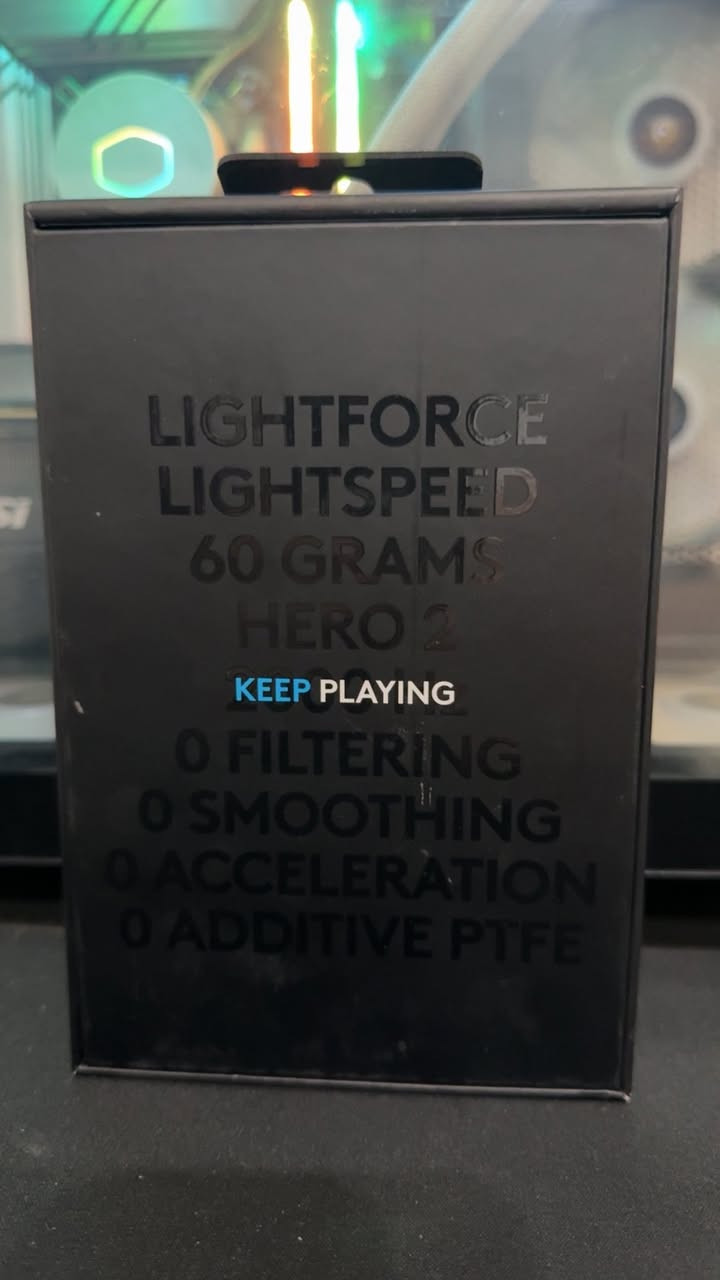 LIGHTFORCE
LIGHTSPEED
60 GRAMS
HERO 2
KEEP PLAYING
0 FILTERING
0 SMOOTHING
0 ACCELERATION
0 ADDITIVE PTFE